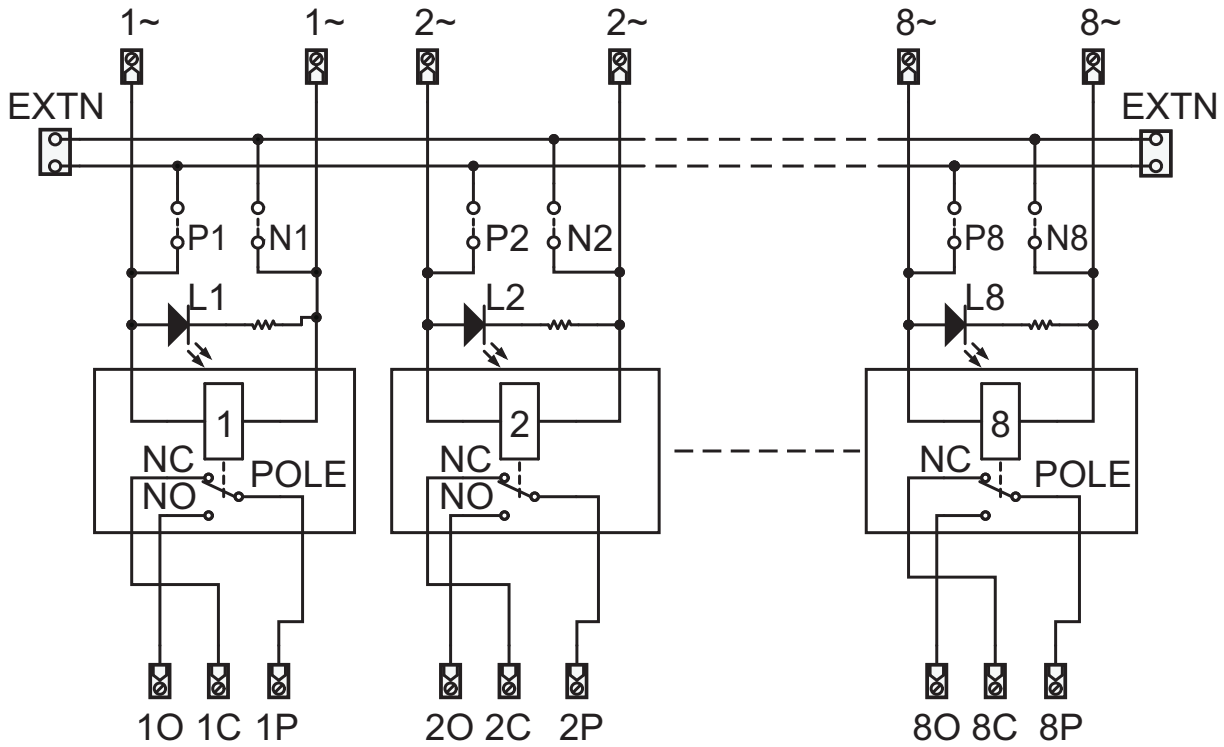 1~ 1~ 2~ 2~ 8~ 8~
EXTN EXTN
P1 N1 P2 N2 P8 N8
L1 L2 L8
1 2 8
NC POLE NC POLE NC POLE
NO NO
1O 1C 1P 2O 2C 2P 8O 8C 8P